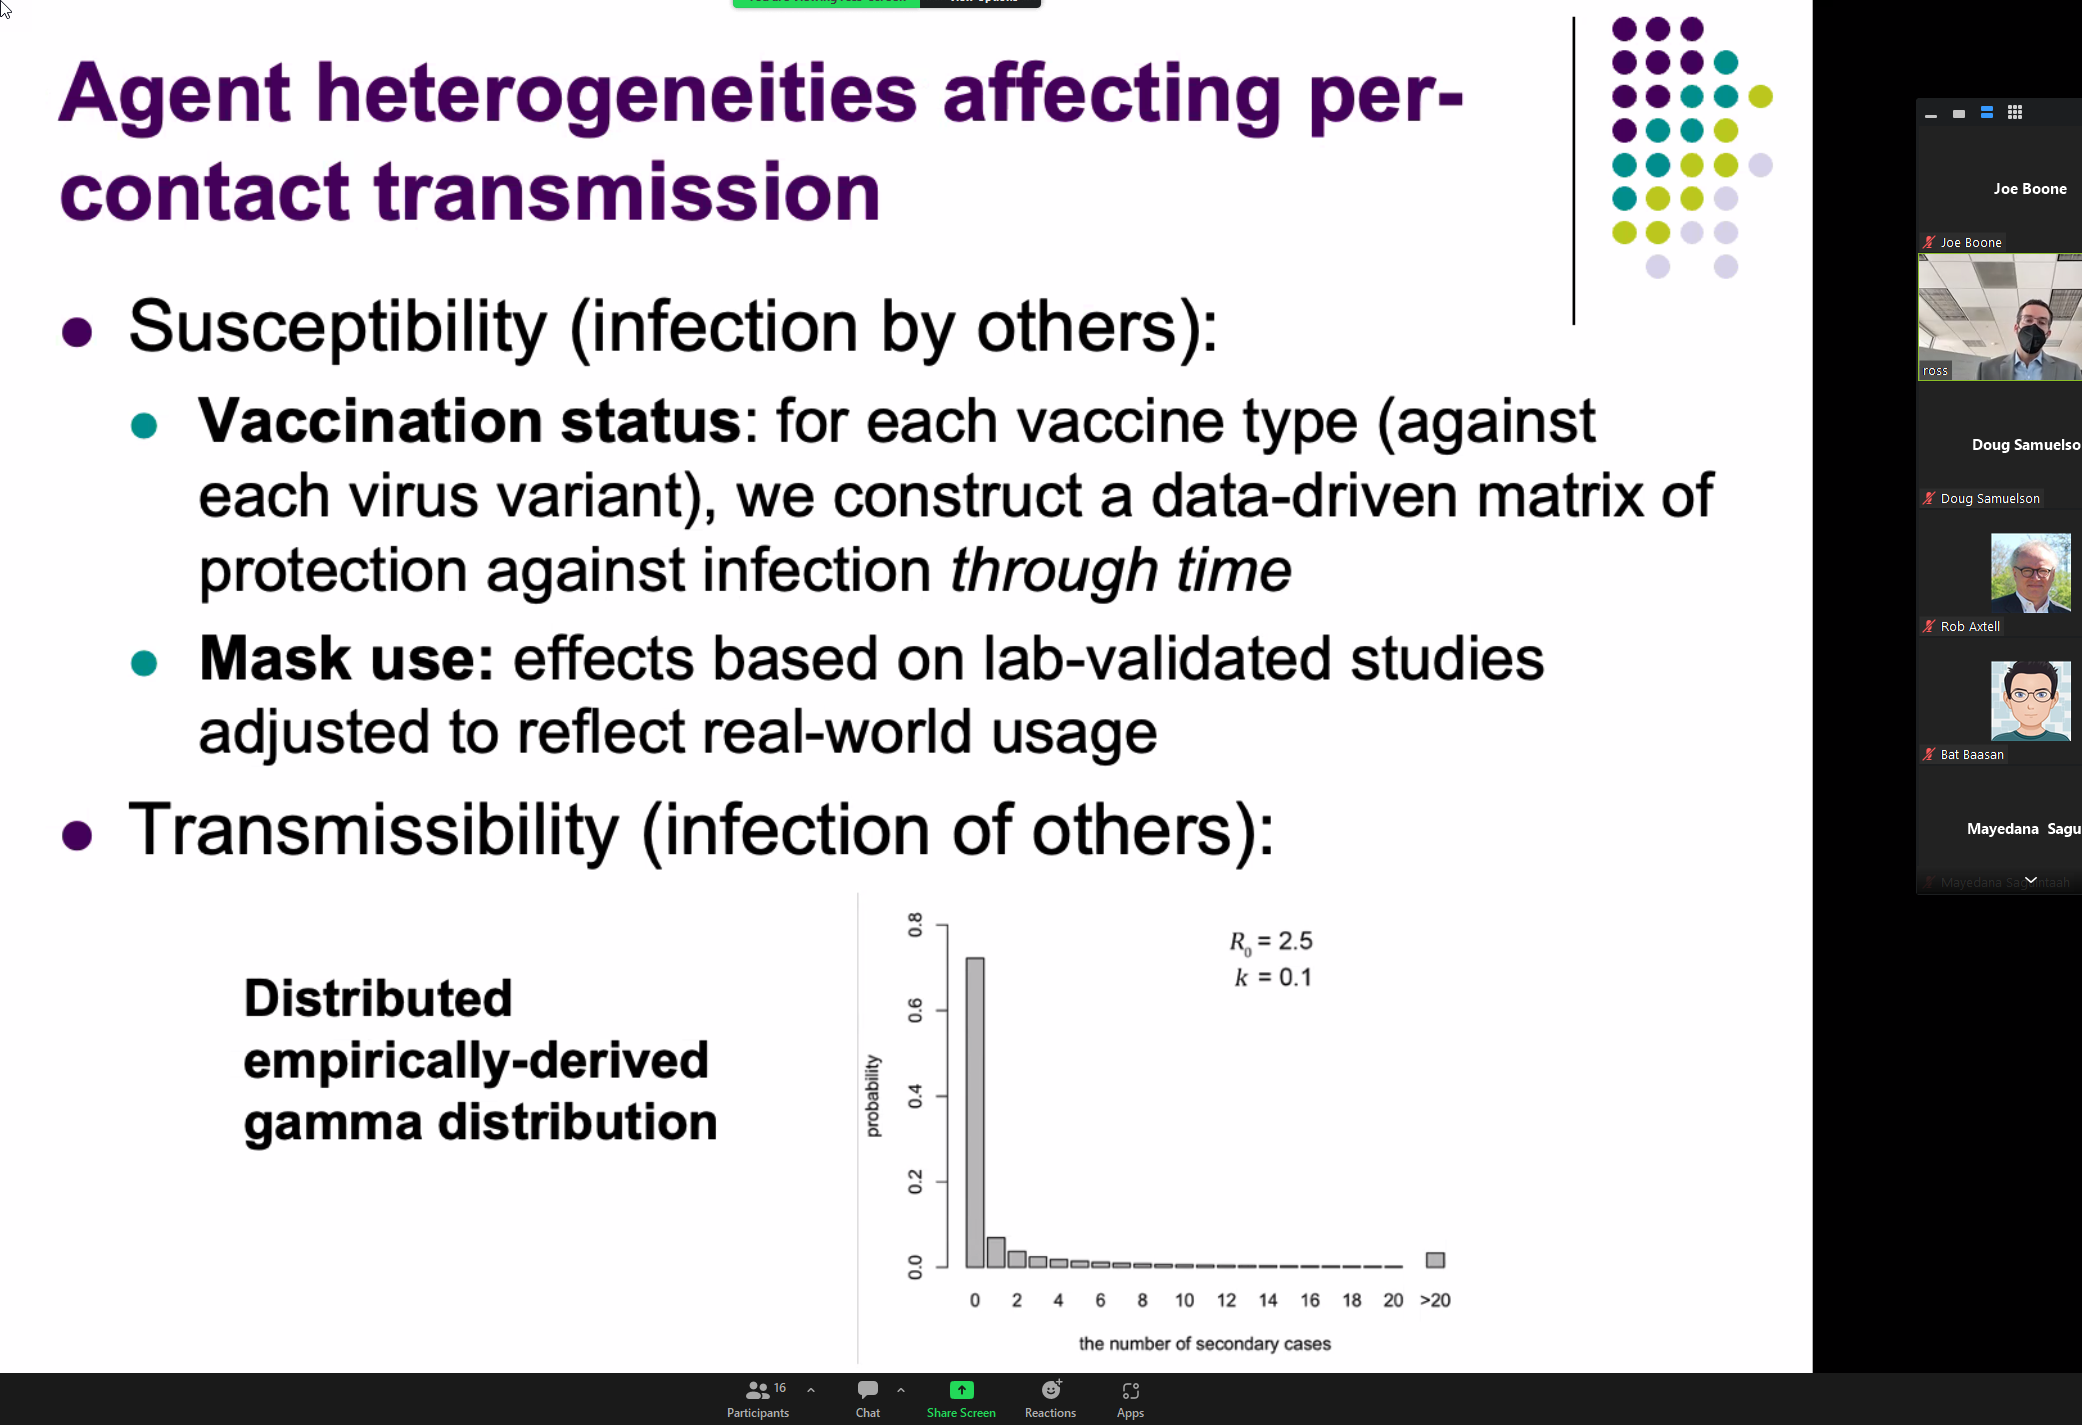 Agent heterogeneities affecting per-
contact transmission
Susceptibility (infection by others):
Vaccination status: for each vaccine type (against
each virus variant), we construct a data-driven matrix of
protection against infection through time
Mask use: effects based on lab-validated studies
adjusted to reflect real-world usage
Transmissibility (infection of others):
Distributed
empirically-derived
gamma distribution
R0 = 2.5
k = 0.1
probability
0.8
0.6
0.4
0.2
0.0
0 2 4 6 8 10 12 14 16 18 20 >20
the number of secondary cases
Joe Boone
Joe Boone
ross
Doug Samuelso
Doug Samuelson
Rob Axtell
Bat Baasan
Mayedana Sagu
Mayedana
16
Participants
Chat
Share Screen
Reactions
Apps